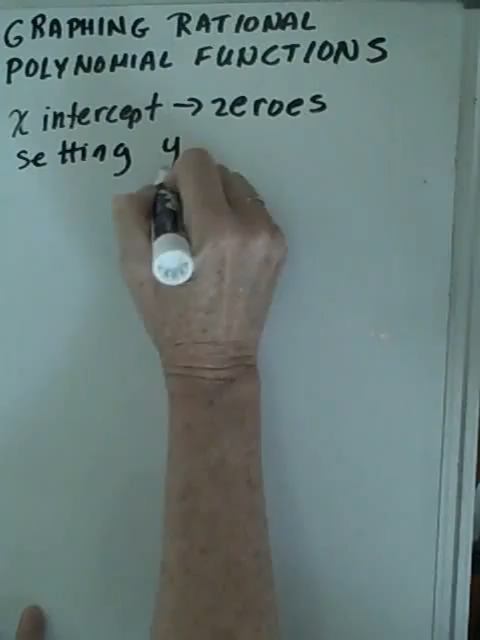 GRAPHING RATIONAL
POLYNOMIAL FUNCTIONS
x intercept → zeroes
setting y